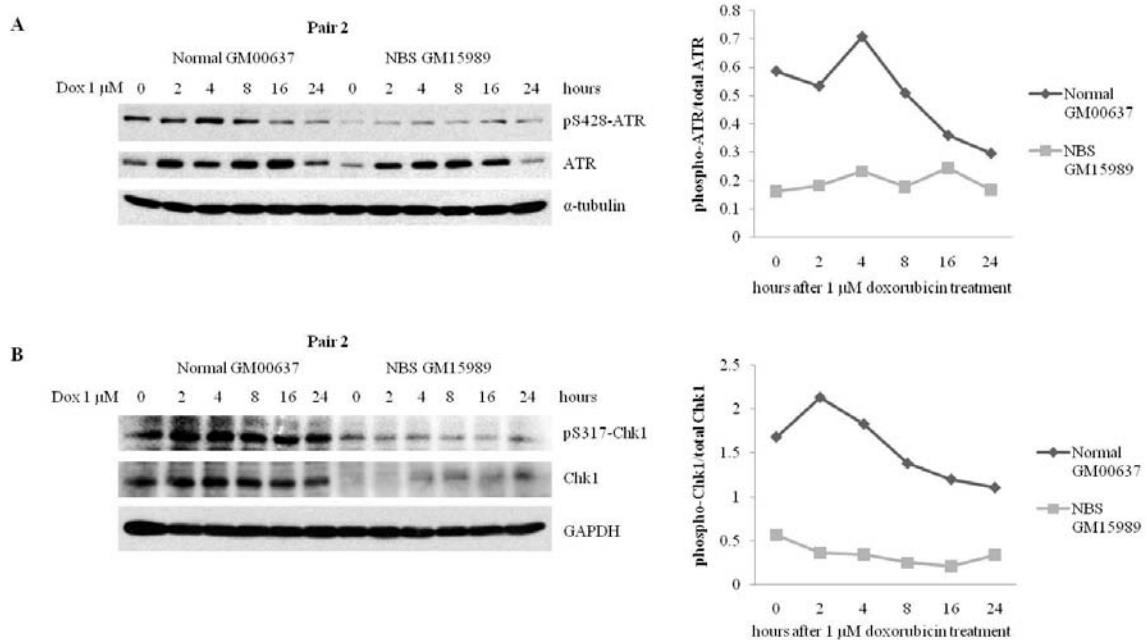 A
Pair 2
Normal GM00637 NBS GM15989
Dox 1 µM 0 2 4 8 16 24 0 2 4 8 16 24 hours
pS428-ATR
ATR
α-tubulin
phospho-ATR/total ATR
0.8
0.7
0.6
0.5
0.4
0.3
0.2
0.1
0
0 2 4 8 16 24
hours after 1 µM doxorubicin treatment
Normal
GM00637
NBS
GM15989
B
Pair 2
Normal GM00637 NBS GM15989
Dox 1 µM 0 2 4 8 16 24 0 2 4 8 16 24 hours
pS317-Chk1
Chk1
GAPDH
phospho-Chk1/total Chk1
2.5
2
1.5
1
0.5
0
0 2 4 8 16 24
hours after 1 µM doxorubicin treatment
Normal
GM00637
NBS
GM15989